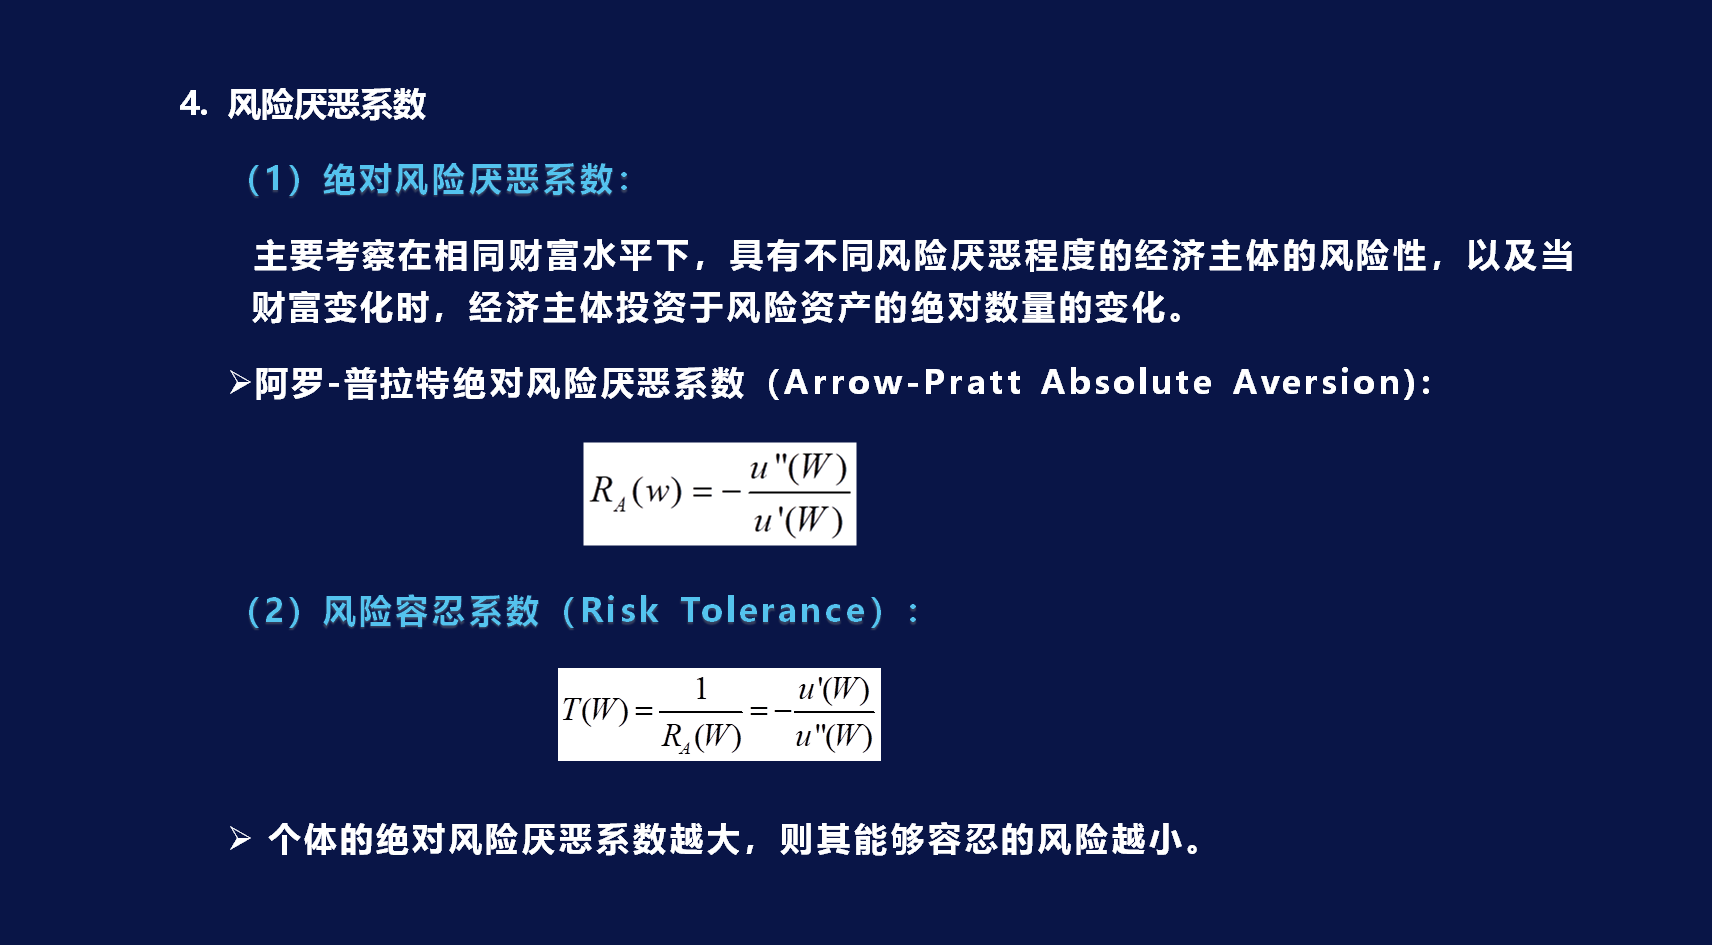 4. 风险厌恶系数
（1）绝对风险厌恶系数：
主要考察在相同财富水平下，具有不同风险厌恶程度的经济主体的风险性，以及当
财富变化时，经济主体投资于风险资产的绝对数量的变化。
➢阿罗-普拉特绝对风险厌恶系数（Arrow-Pratt Absolute Aversion)：
R_A(w) = -u''(W)/u'(W)
（2）风险容忍系数（Risk Tolerance）：
T(W) = 1/R_A(W) = -u'(W)/u''(W)
➢ 个体的绝对风险厌恶系数越大，则其能够容忍的风险越小。